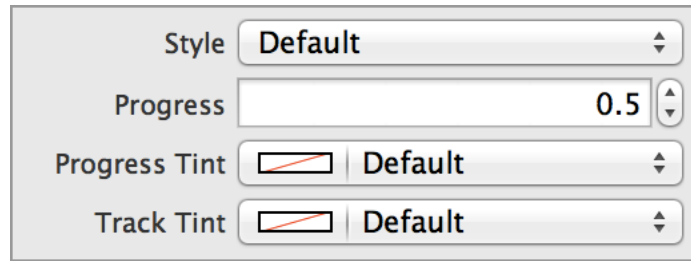 Style Default
Progress 0.5
Progress Tint Default
Track Tint Default